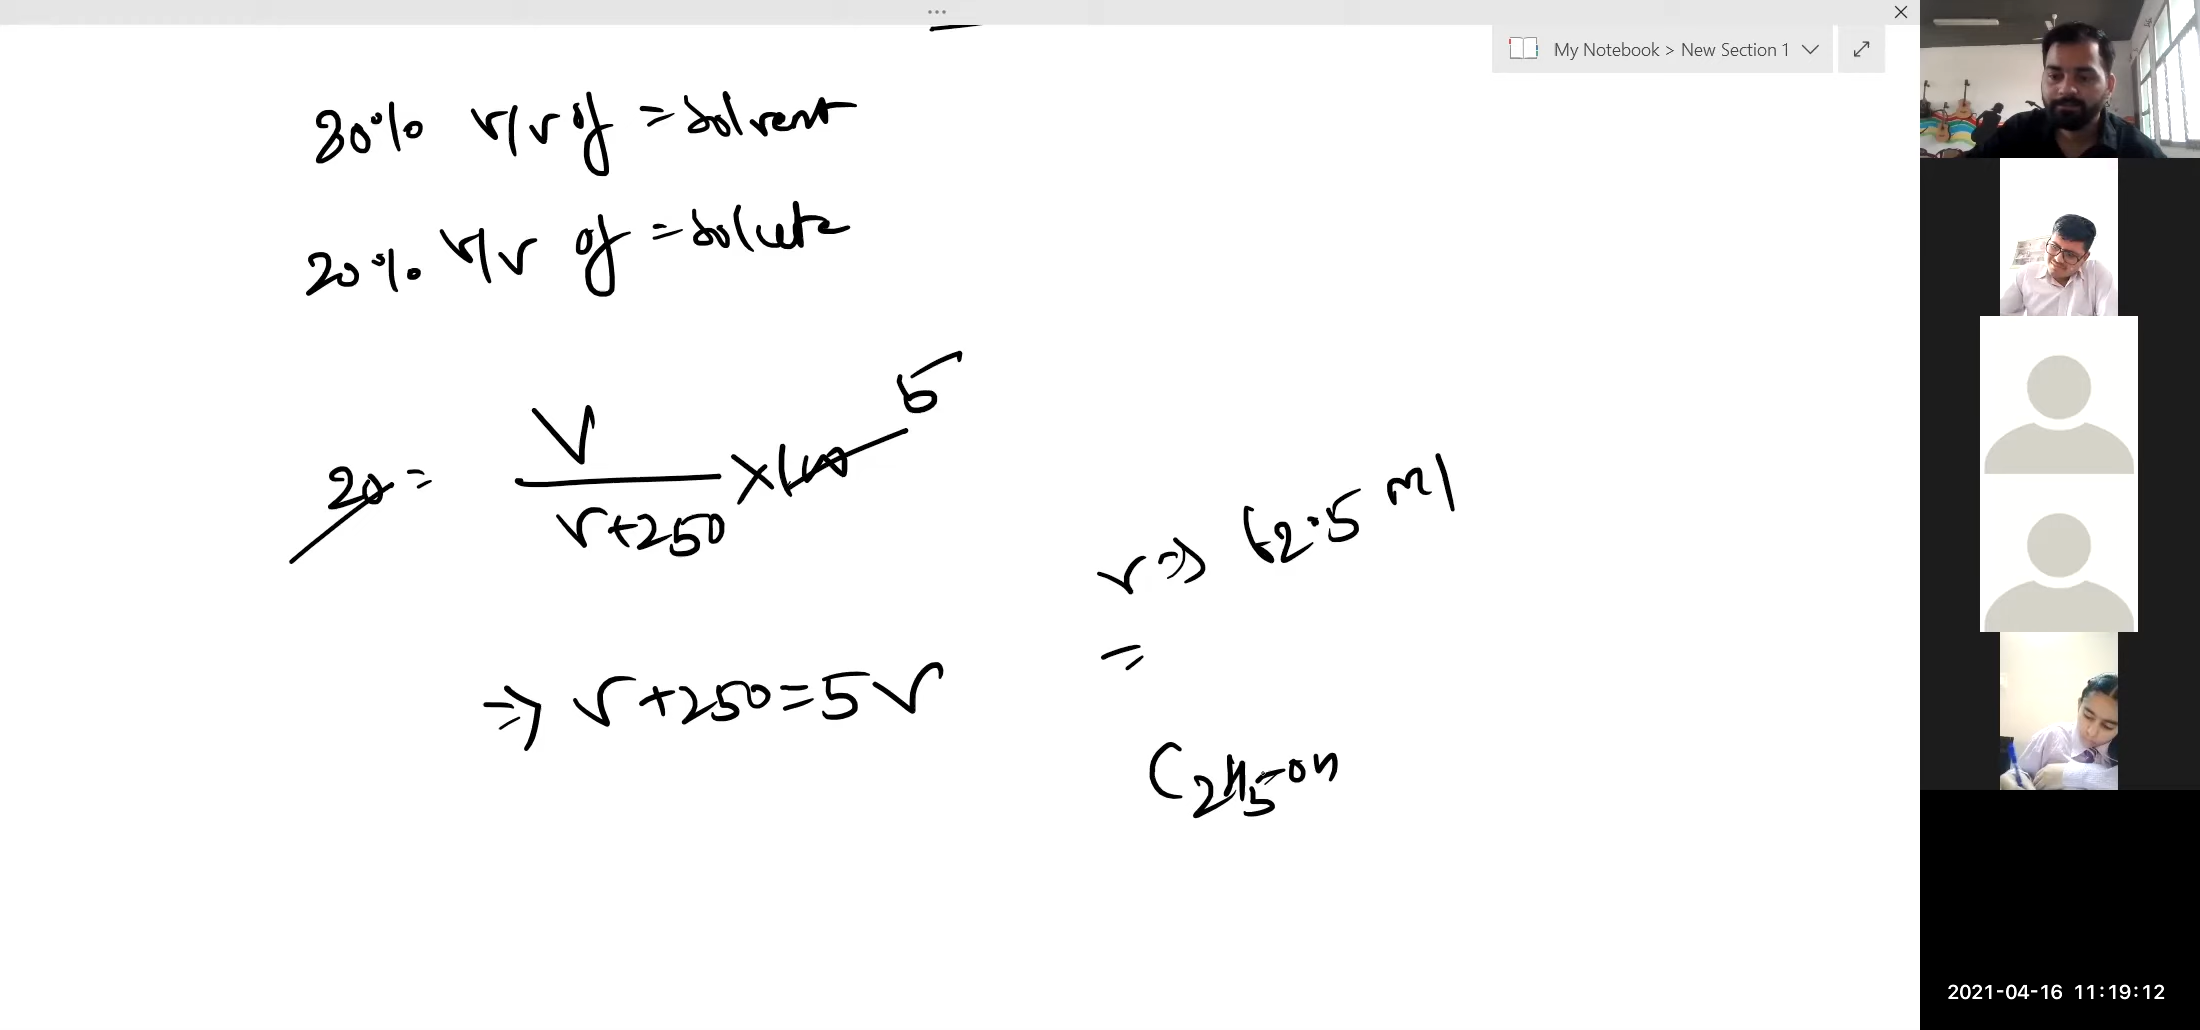 ...
My Notebook > New Section 1
80% v/v of = solvent
20% v/v of = solute
20 = V/v+250 × 100 5
v ⇒ 62.5 ml
=
⇒ v+250=5v
C2H5-OH
2021-04-16 11:19:12